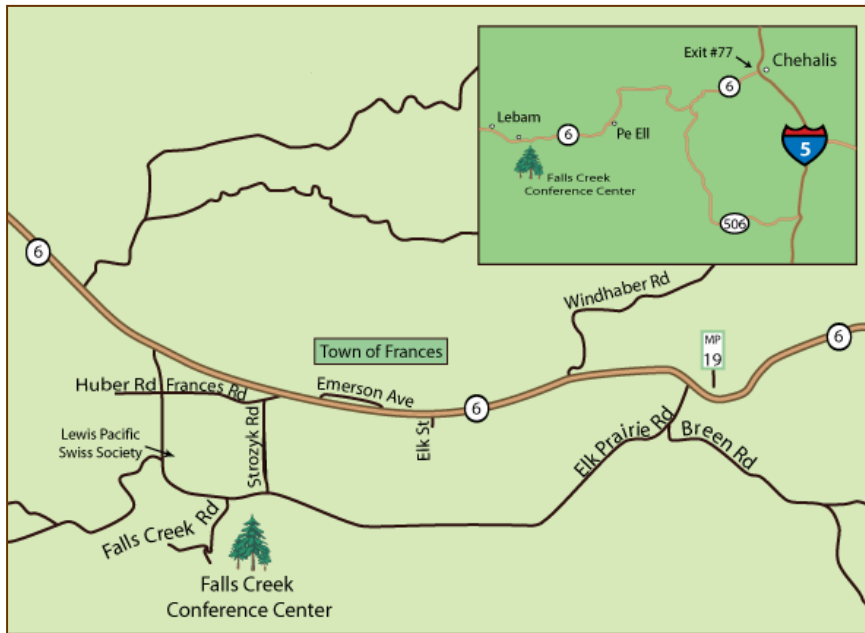 Exit #77
Chehalis
6
Lebam
6
Pe Ell
5
Falls Creek
Conference Center
506
6
Windhaber Rd
MP
19
6
Town of Frances
Huber Rd
Frances Rd
Emerson Ave
6
Lewis Pacific
Swiss Society
Strozyk Rd
Elk St
Elk Prairie Rd
Breen Rd
Falls Creek Rd
Falls Creek
Conference Center